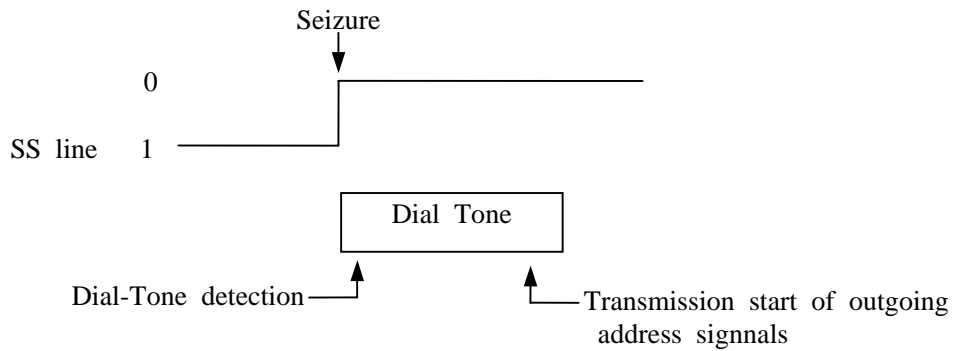 Seizure
0
SS line 1
Dial Tone
Dial-Tone detection
Transmission start of outgoing
address signnals